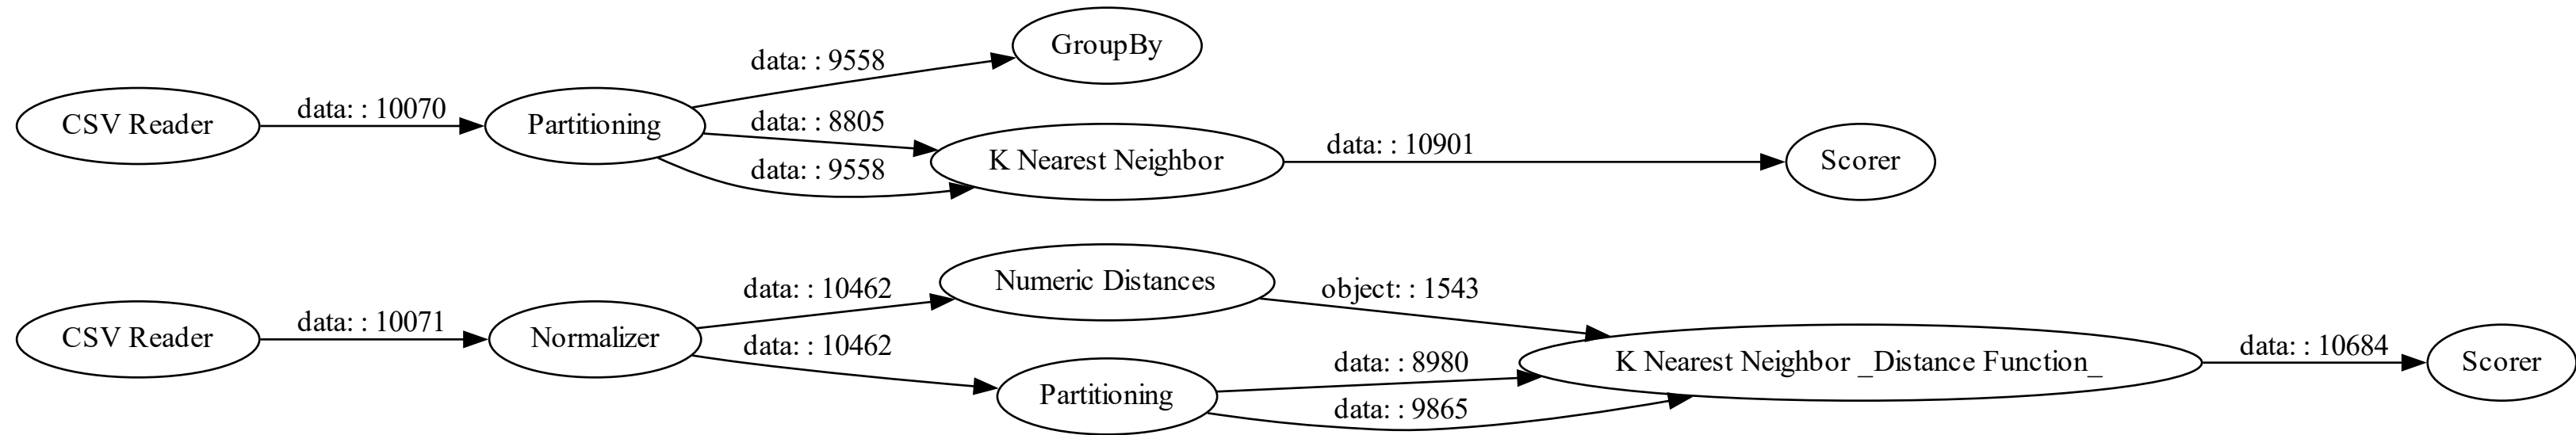 GroupBy
data: : 9558
CSV Reader
data: : 10070
Partitioning
data: : 8805
data: : 9558
K Nearest Neighbor
data: : 10901
Scorer
CSV Reader
data: : 10071
Normalizer
data: : 10462
Numeric Distances
object: : 1543
data: : 10462
Partitioning
data: : 8980
data: : 9865
K Nearest Neighbor _Distance Function_
data: : 10684
Scorer